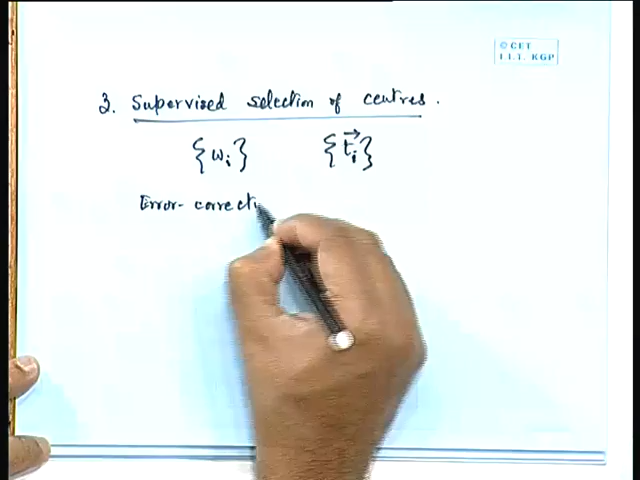 © CET
I.I.T. KGP
3. Supervised selection of centres.
{wi} {t⃗i}
Error-correcti